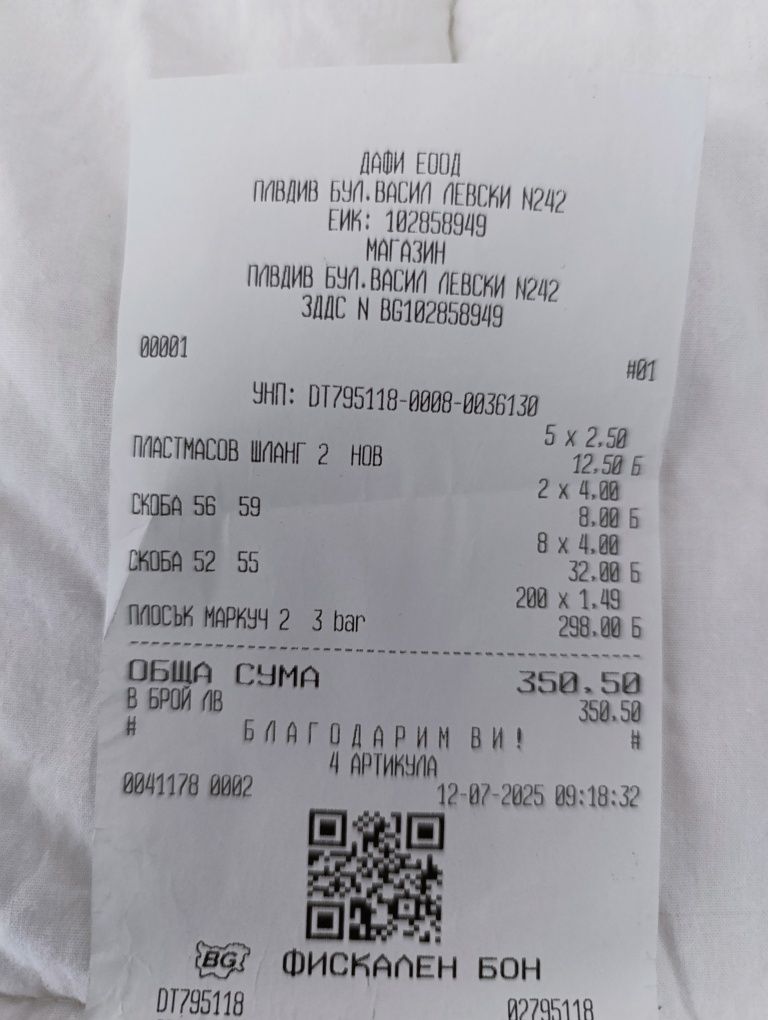 ДАФИ ЕООД
ПЛВДИВ БУЛ.ВАСИЛ ЛЕВСКИ N242
ЕИК: 102858949
МАГАЗИН
ПЛВДИВ БУЛ.ВАСИЛ ЛЕВСКИ N242
ЗДДС N BG102858949
00001 #01
УНП: DT795118-0008-0036130
5 x 2.50
ПЛАСТМАСОВ ШЛАНГ 2 НОВ 12.50 Б
2 x 4.00
СКОБА 56 59 8.00 Б
8 x 4.00
СКОБА 52 55 32.00 Б
200 x 1.49
ПЛОСЪК МАРКУЧ 2 3 bar 298.00 Б
ОБЩА СУМА 350.50
В БРОЙ ЛВ 350.50
# БЛАГОДАРИМ ВИ! #
4 АРТИКУЛА
0041178 0002 12-07-2025 09:18:32
BG ФИСКАЛЕН БОН
DT795118 02795118